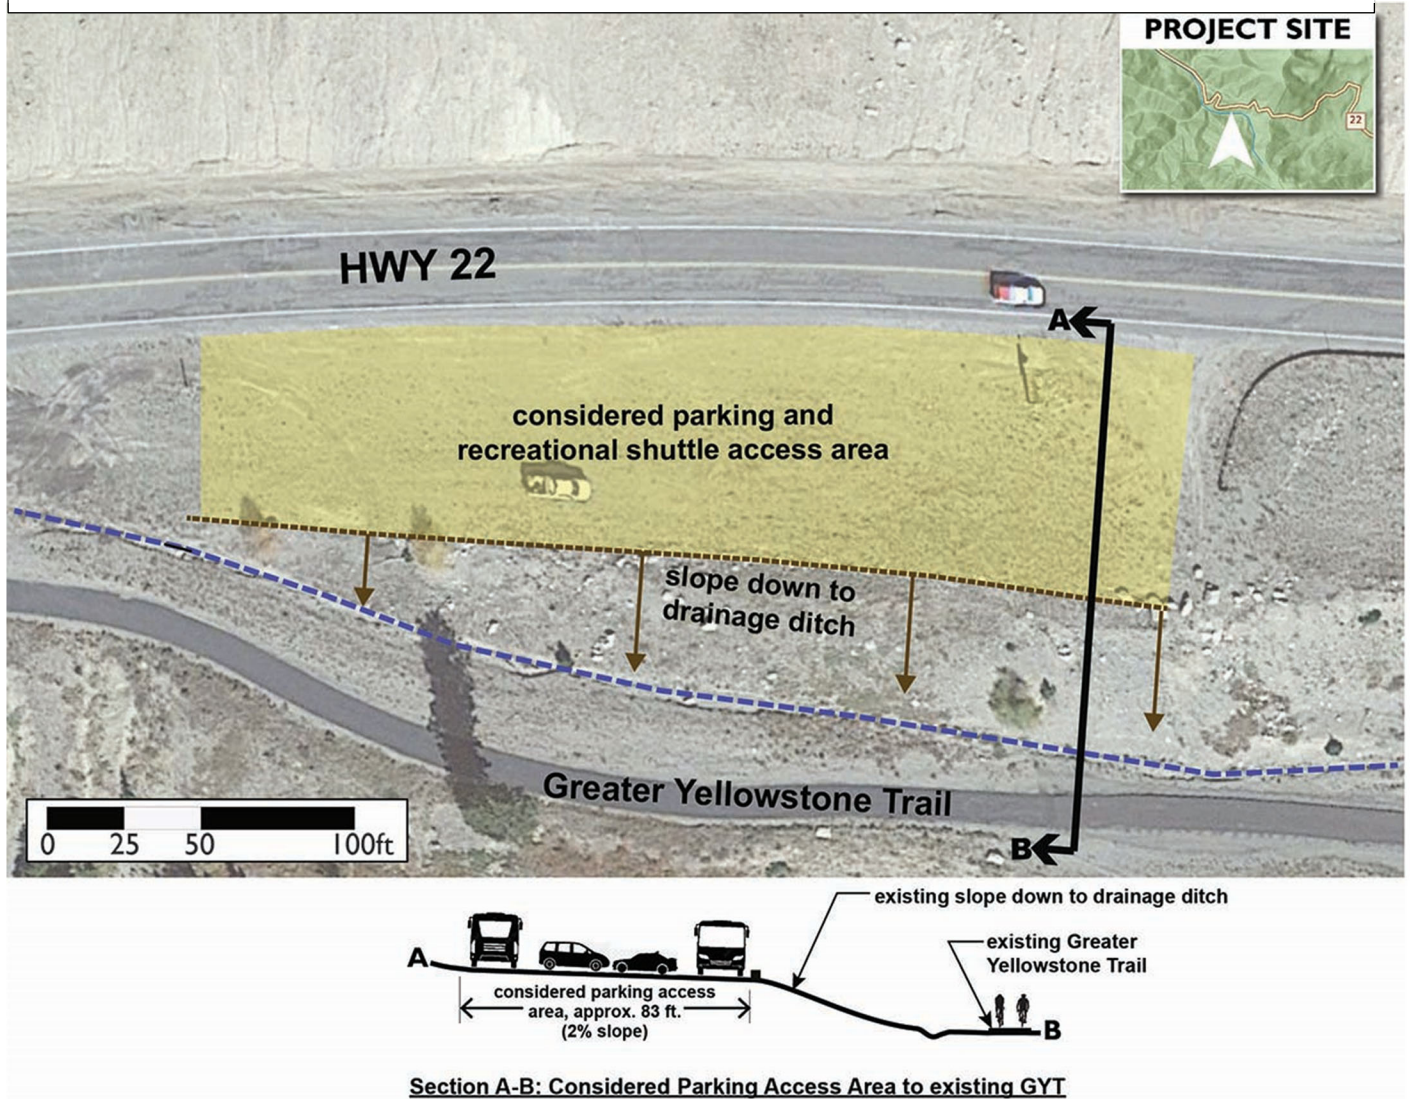 PROJECT SITE
22
HWY 22
A
considered parking and
recreational shuttle access area
slope down to
drainage ditch
Greater Yellowstone Trail
B
0 25 50 100ft
existing slope down to drainage ditch
existing Greater
Yellowstone Trail
A
considered parking access
area, approx. 83 ft.
(2% slope)
B
Section A-B: Considered Parking Access Area to existing GYT